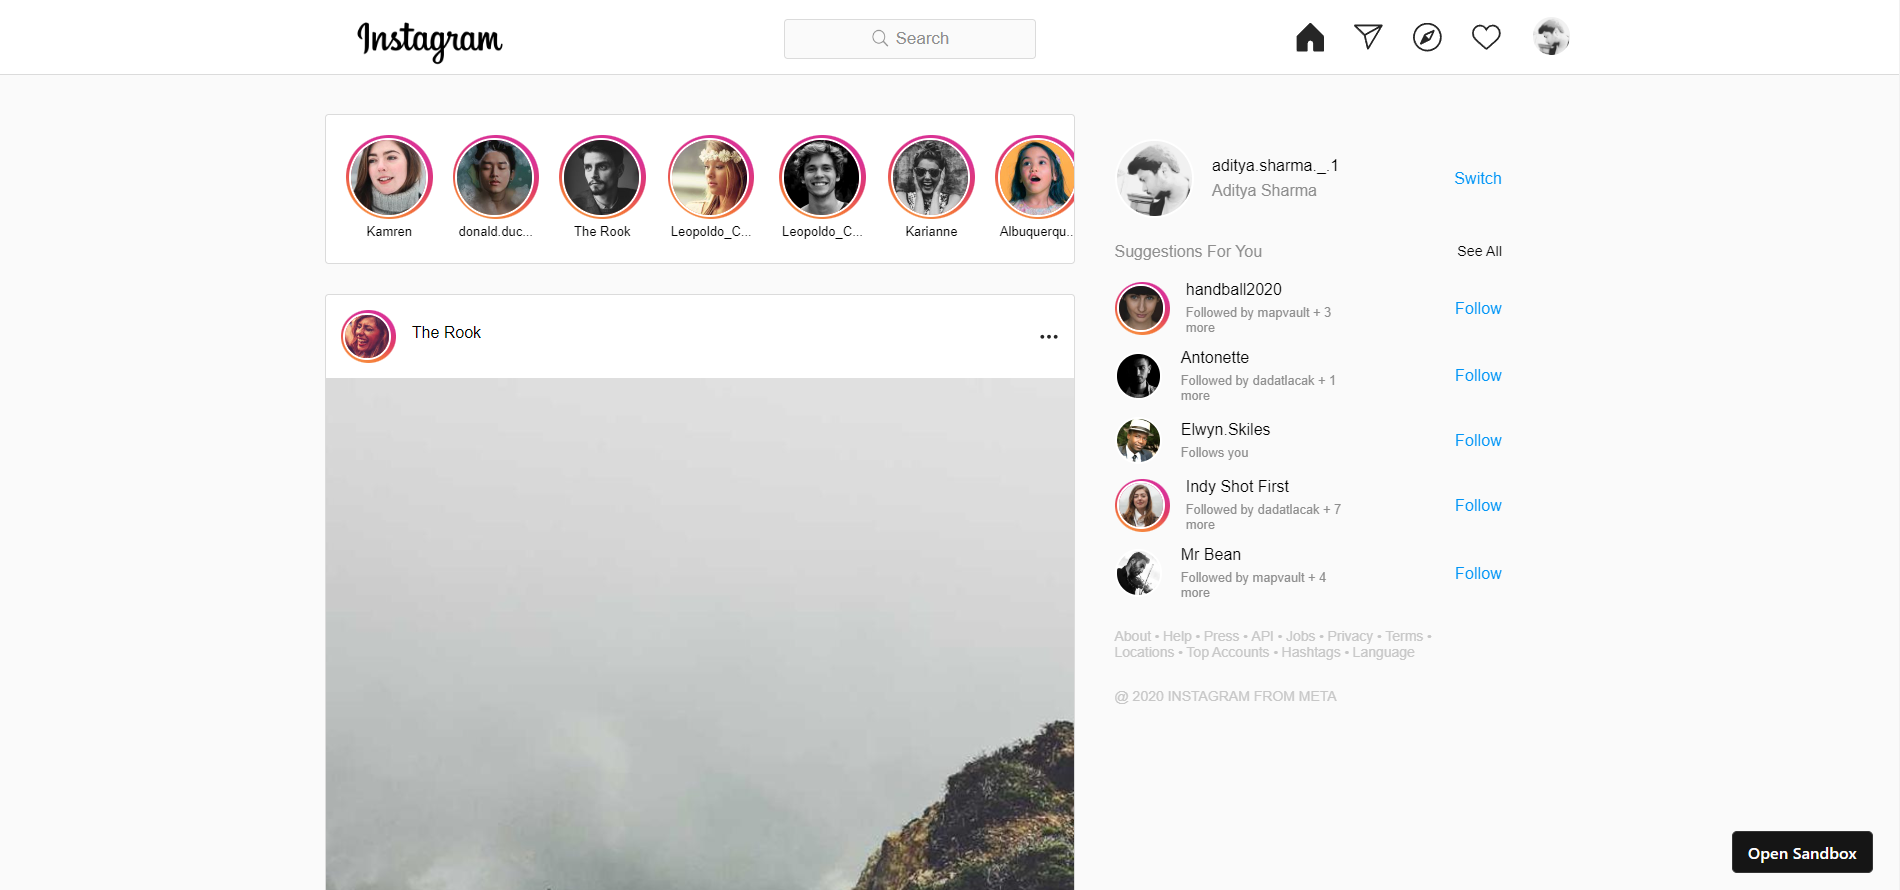 Instagram
Search
Kamren
donald.duc...
The Rook
Leopoldo_C...
Leopoldo_C...
Karianne
Albuquerqu...
aditya.sharma._.1
Aditya Sharma
Switch
Suggestions For You
See All
handball2020
Followed by mapvault + 3
more
Follow
Antonette
Followed by dadatlacak + 1
more
Follow
Elwyn.Skiles
Follows you
Follow
Indy Shot First
Followed by dadatlacak + 7
more
Follow
Mr Bean
Followed by mapvault + 4
more
Follow
About • Help • Press • API • Jobs • Privacy • Terms •
Locations • Top Accounts • Hashtags • Language
@ 2020 INSTAGRAM FROM META
The Rook
Open Sandbox